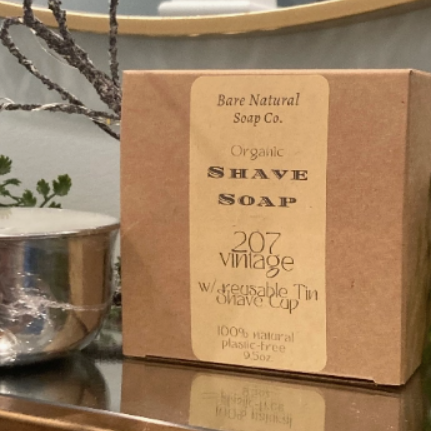 Bare Natural
Soap Co.
Organic
SHAVE
SOAP
207
vintage
w/reusable Tin
Shave Cup
100% natural
plastic-free
9.5oz.